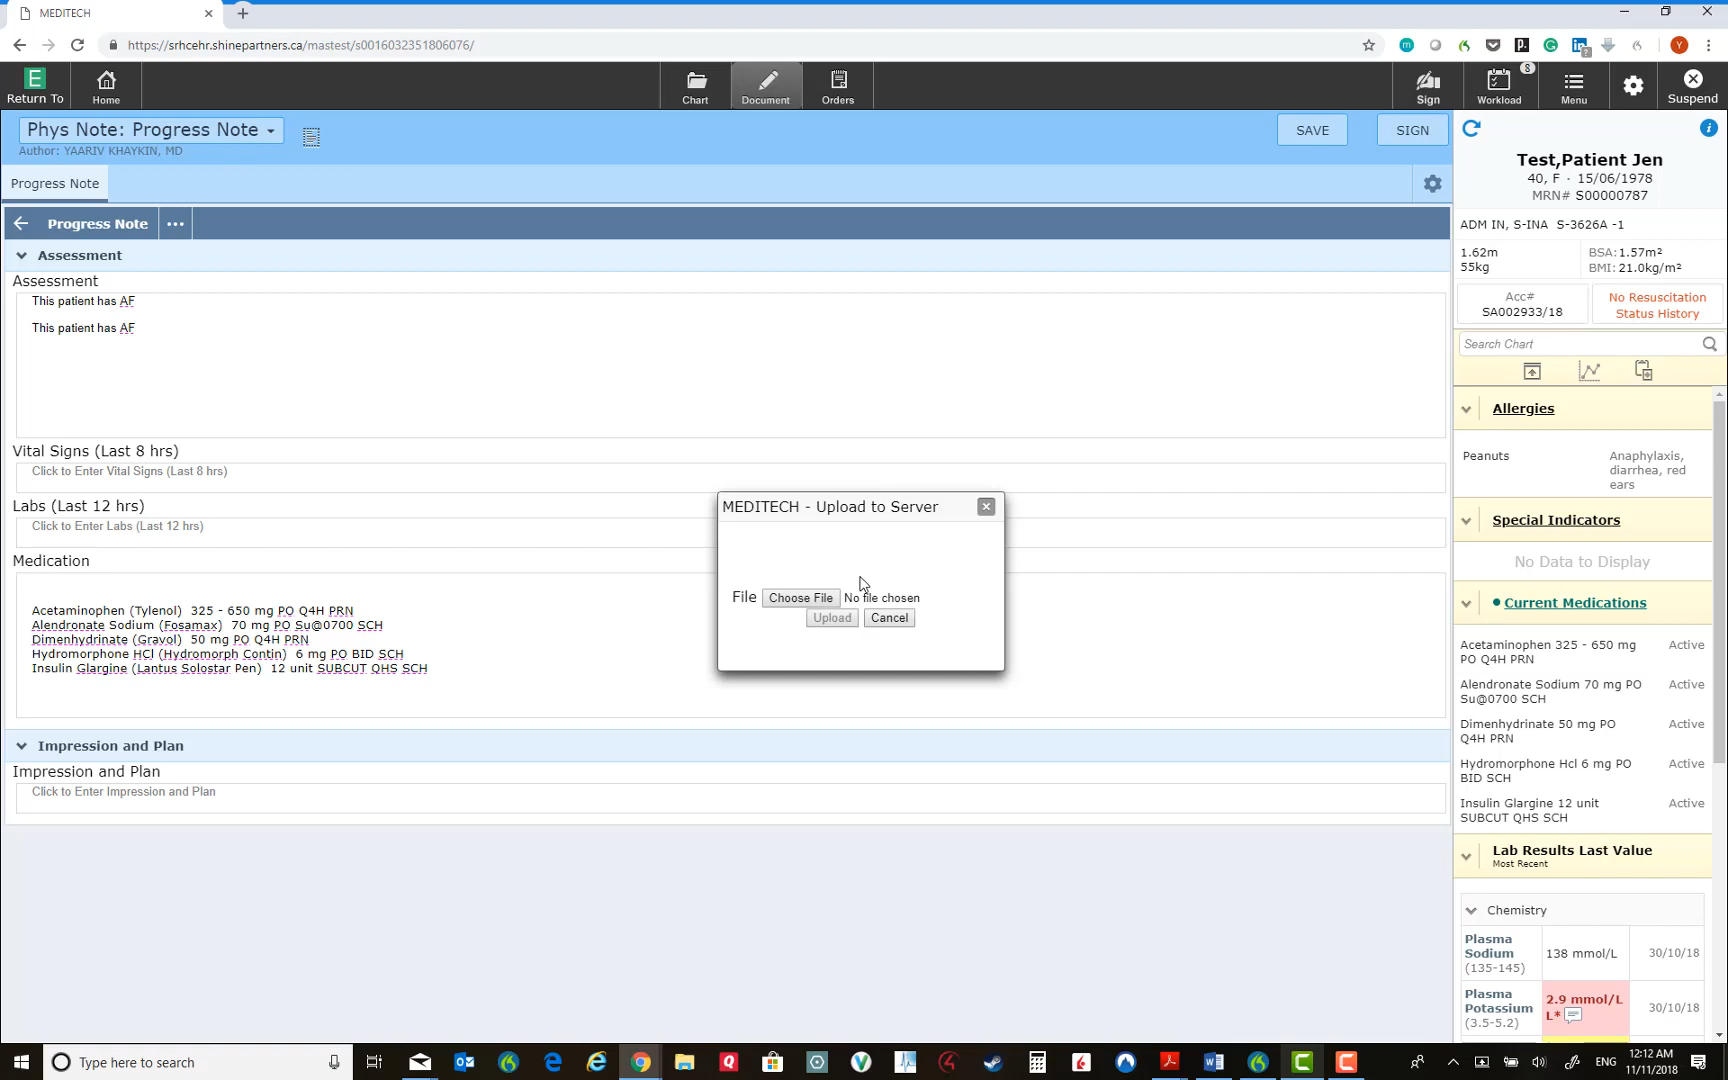 MEDITECH
https://srhcehr.shinepartners.ca/mastest/s0016032351806076/
E
Return To
Home
Chart
Document
Orders
Sign
8
Workload
Menu
Suspend
Phys Note: Progress Note
Author: YAARIV KHAYKIN, MD
SAVE
SIGN
Progress Note
Progress Note
Assessment
Assessment
This patient has AF
This patient has AF
Vital Signs (Last 8 hrs)
Click to Enter Vital Signs (Last 8 hrs)
Labs (Last 12 hrs)
Click to Enter Labs (Last 12 hrs)
Medication
Acetaminophen (Tylenol) 325 - 650 mg PO Q4H PRN
Alendronate Sodium (Fosamax) 70 mg PO Su@0700 SCH
Dimenhydrinate (Gravol) 50 mg PO Q4H PRN
Hydromorphone HCl (Hydromorph Contin) 6 mg PO BID SCH
Insulin Glargine (Lantus Solostar Pen) 12 unit SUBCUT QHS SCH
Impression and Plan
Impression and Plan
Click to Enter Impression and Plan
MEDITECH - Upload to Server
File Choose File No file chosen
Upload Cancel
Test,Patient Jen
40, F · 15/06/1978
MRN# S00000787
ADM IN, S-INA S-3626A -1
1.62m BSA: 1.57m²
55kg BMI: 21.0kg/m²
Acc#
SA002933/18
No Resuscitation
Status History
Search Chart
Allergies
Peanuts Anaphylaxis,
diarrhea, red
ears
Special Indicators
No Data to Display
Current Medications
Acetaminophen 325 - 650 mg Active
PO Q4H PRN
Alendronate Sodium 70 mg PO Active
Su@0700 SCH
Dimenhydrinate 50 mg PO Active
Q4H PRN
Hydromorphone Hcl 6 mg PO Active
BID SCH
Insulin Glargine 12 unit Active
SUBCUT QHS SCH
Lab Results Last Value
Most Recent
Chemistry
Plasma
Sodium
(135-145)
138 mmol/L
30/10/18
Plasma
Potassium
(3.5-5.2)
2.9 mmol/L
L*
30/10/18
Type here to search
ENG
12:12 AM
11/11/2018